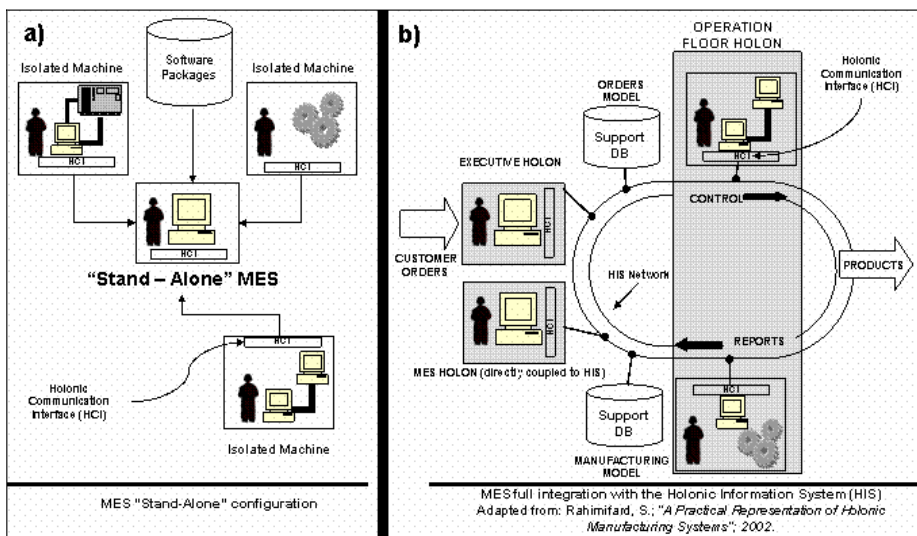 a)
Software
Packages
Isolated Machine
Isolated Machine
HCI
HCI
HCI
"Stand – Alone" MES
HCI
Holonic
Communication
Interface (HCI)
Isolated Machine
MES "Stand-Alone" configuration
b)
OPERATION
FLOOR HOLON
Holonic
Communication
Interface (HCI)
ORDERS
MODEL
Support
DB
HCI
EXECUTIVE HOLON
HCI
CONTROL
CUSTOMER
ORDERS
HIS Network
PRODUCTS
HCI
REPORTS
MES HOLON (directly coupled to HIS)
HCI
Support
DB
MANUFACTURING
MODEL
MES full integration with the Holonic Information System (HIS)
Adapted from: Rahimifard, S.; "A Practical Representation of Holonic
Manufacturing Systems"; 2002.